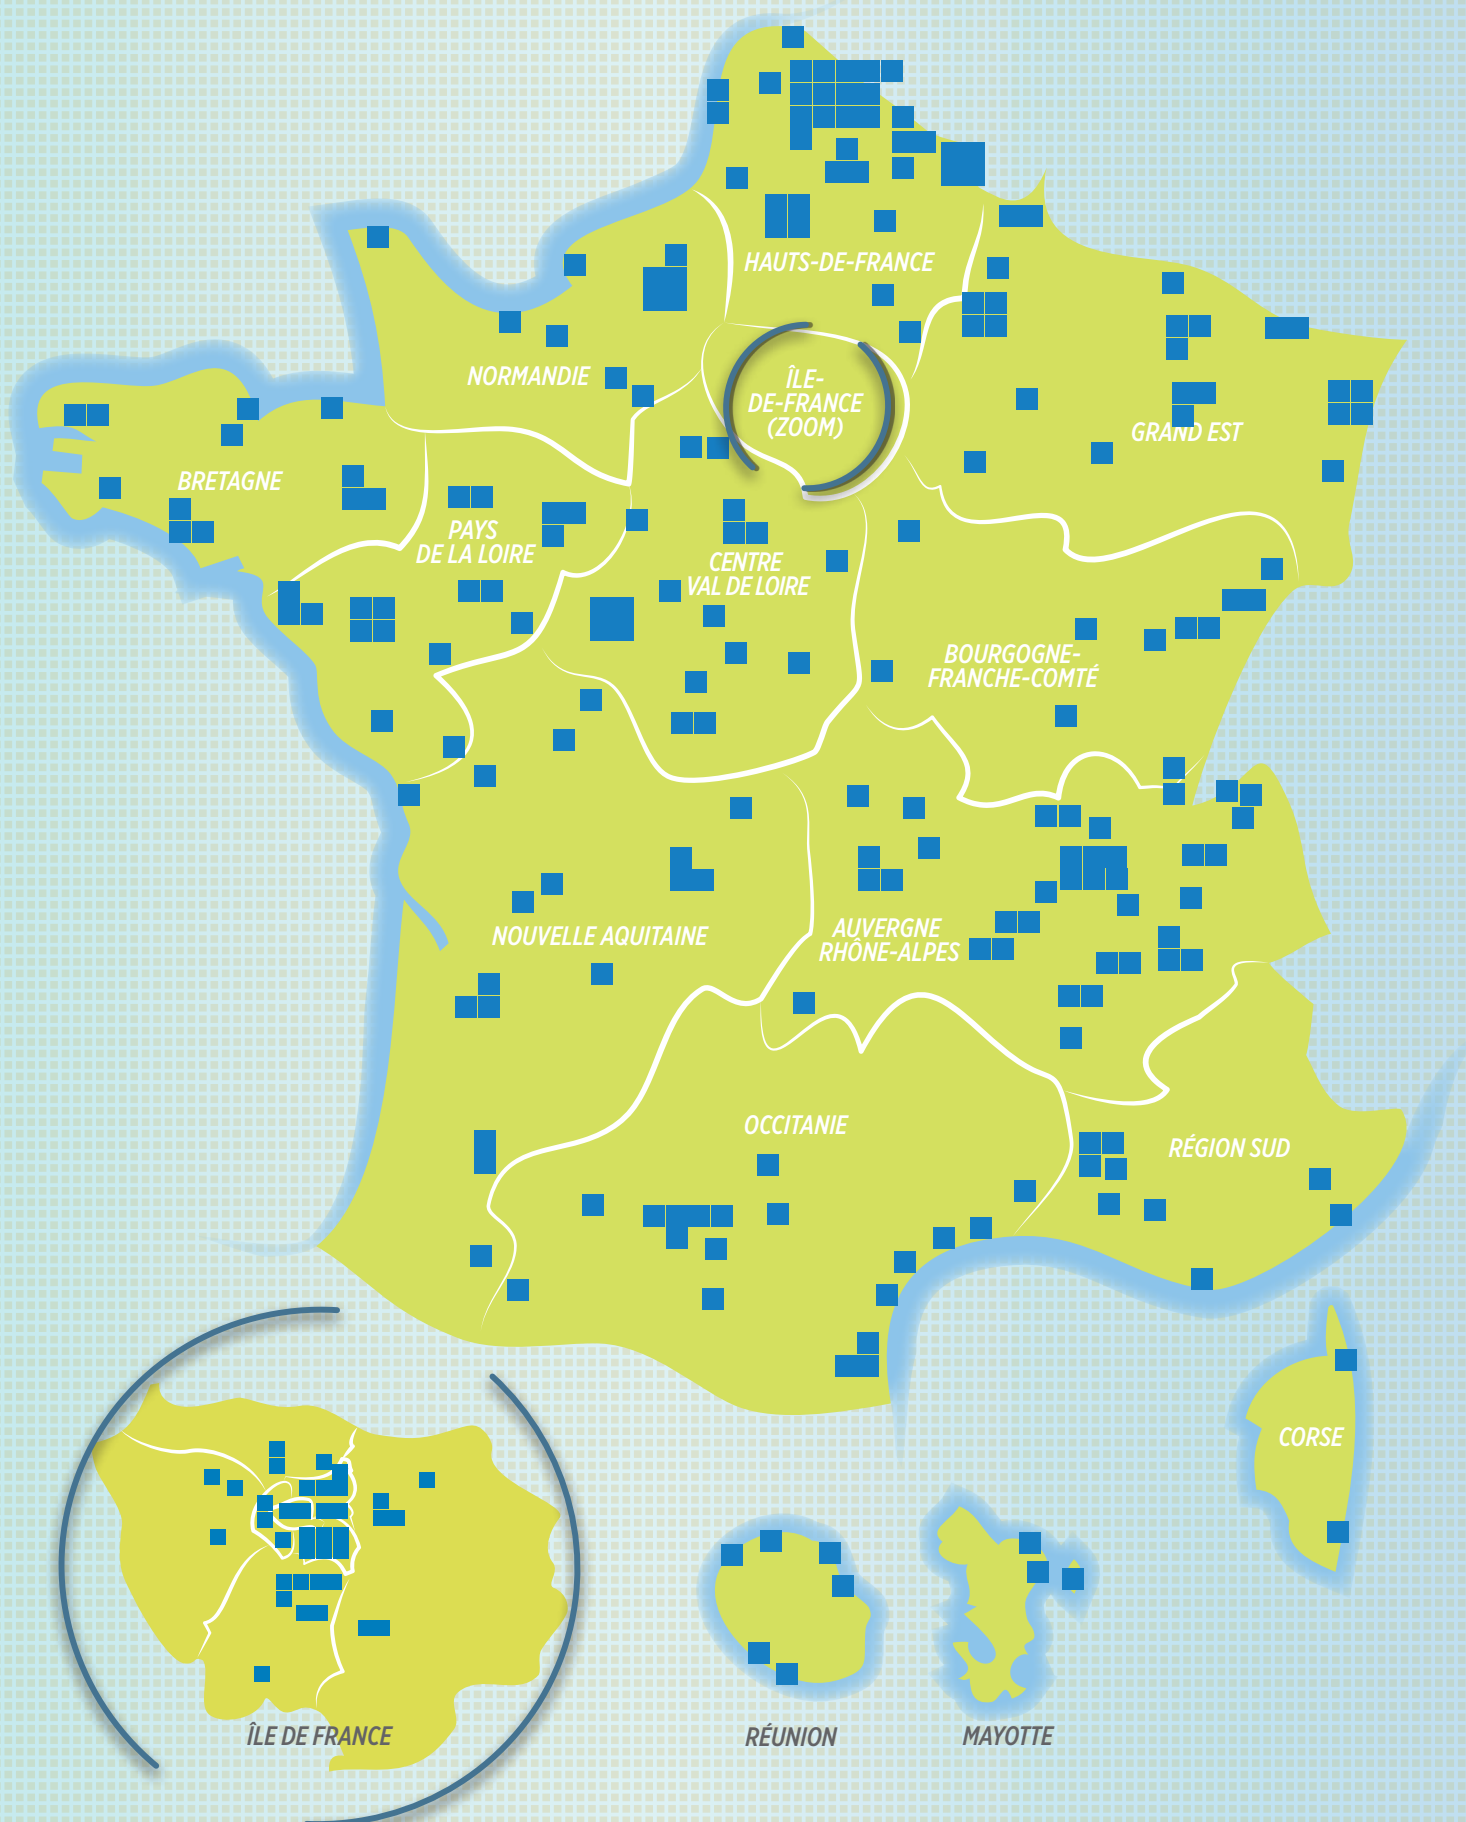 HAUTS-DE-FRANCE
NORMANDIE
ÎLE-
DE-FRANCE
(ZOOM)
GRAND EST
BRETAGNE
PAYS
DE LA LOIRE
CENTRE
VAL DE LOIRE
BOURGOGNE-
FRANCHE-COMTÉ
NOUVELLE AQUITAINE
AUVERGNE
RHÔNE-ALPES
OCCITANIE
RÉGION SUD
CORSE
ÎLE DE FRANCE
RÉUNION
MAYOTTE